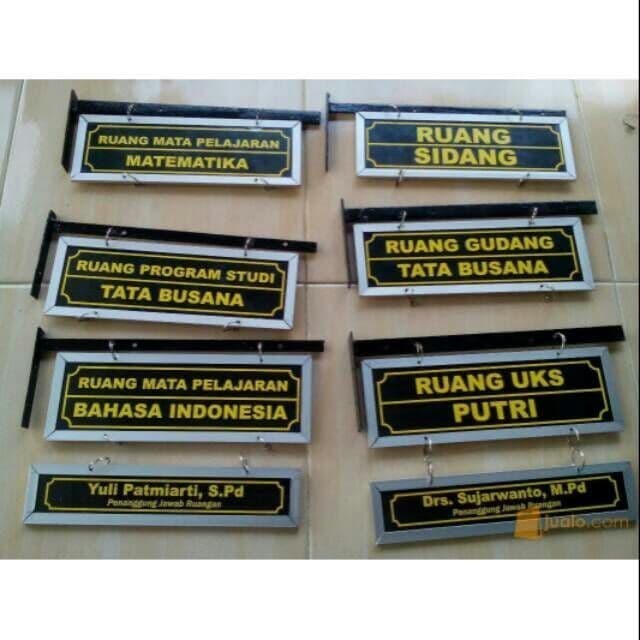 RUANG MATA PELAJARAN
MATEMATIKA
RUANG
SIDANG
RUANG PROGRAM STUDI
TATA BUSANA
RUANG GUDANG
TATA BUSANA
RUANG MATA PELAJARAN
BAHASA INDONESIA
Yuli Patmiarti, S.Pd
Penanggung Jawab Ruangan
RUANG UKS
PUTRI
Drs. Sujarwanto, M.Pd
Penanggung Jawab Ruangan
jualo.com